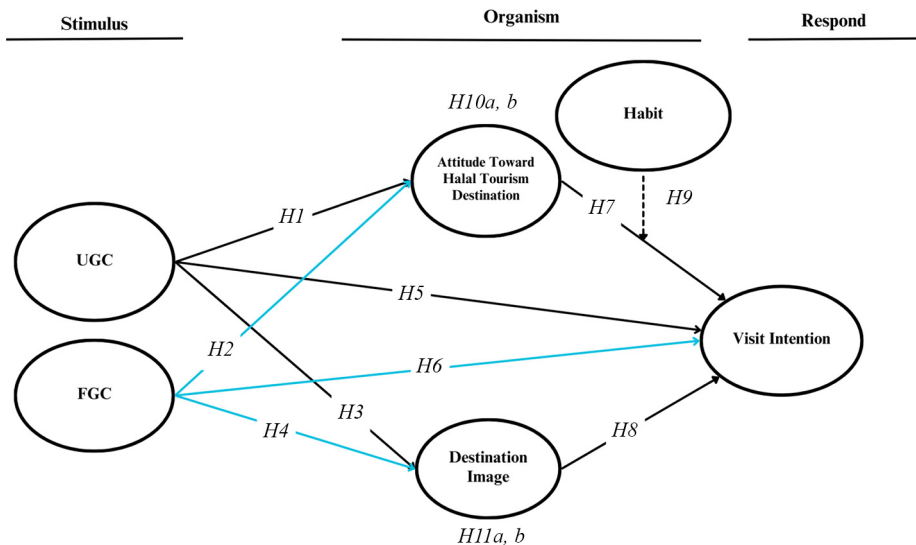 Stimulus
Organism
Respond
H10a, b
Habit
Attitude Toward
Halal Tourism
Destination
H7
H9
H1
UGC
H5
Visit Intention
H2
H6
FGC
H3
H4
H8
Destination
Image
H11a, b